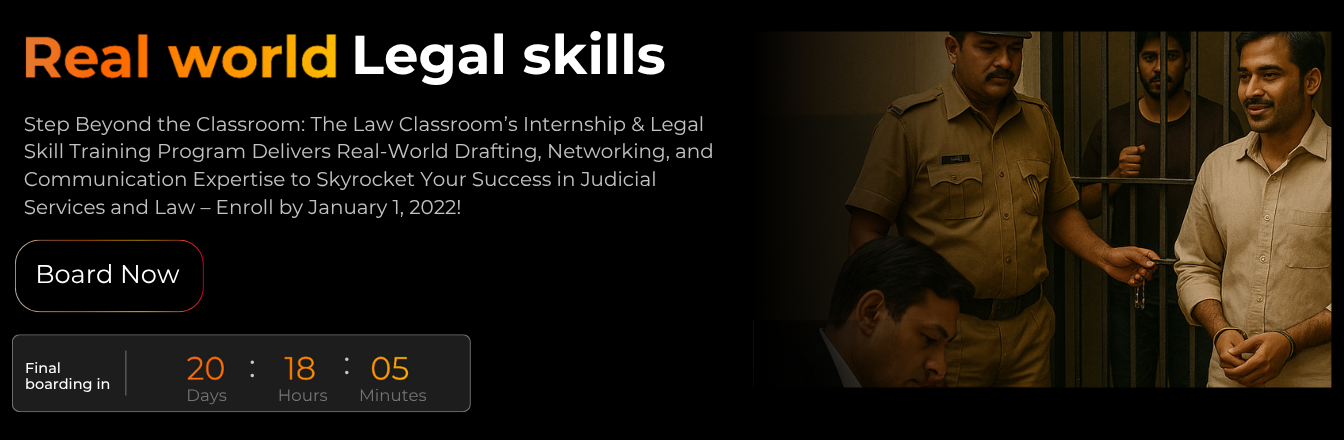 Real world Legal skills
Step Beyond the Classroom: The Law Classroom’s Internship & Legal
Skill Training Program Delivers Real-World Drafting, Networking, and
Communication Expertise to Skyrocket Your Success in Judicial
Services and Law – Enroll by January 1, 2022!
Board Now
Final
boarding in
20 : 18 : 05
Days Hours Minutes